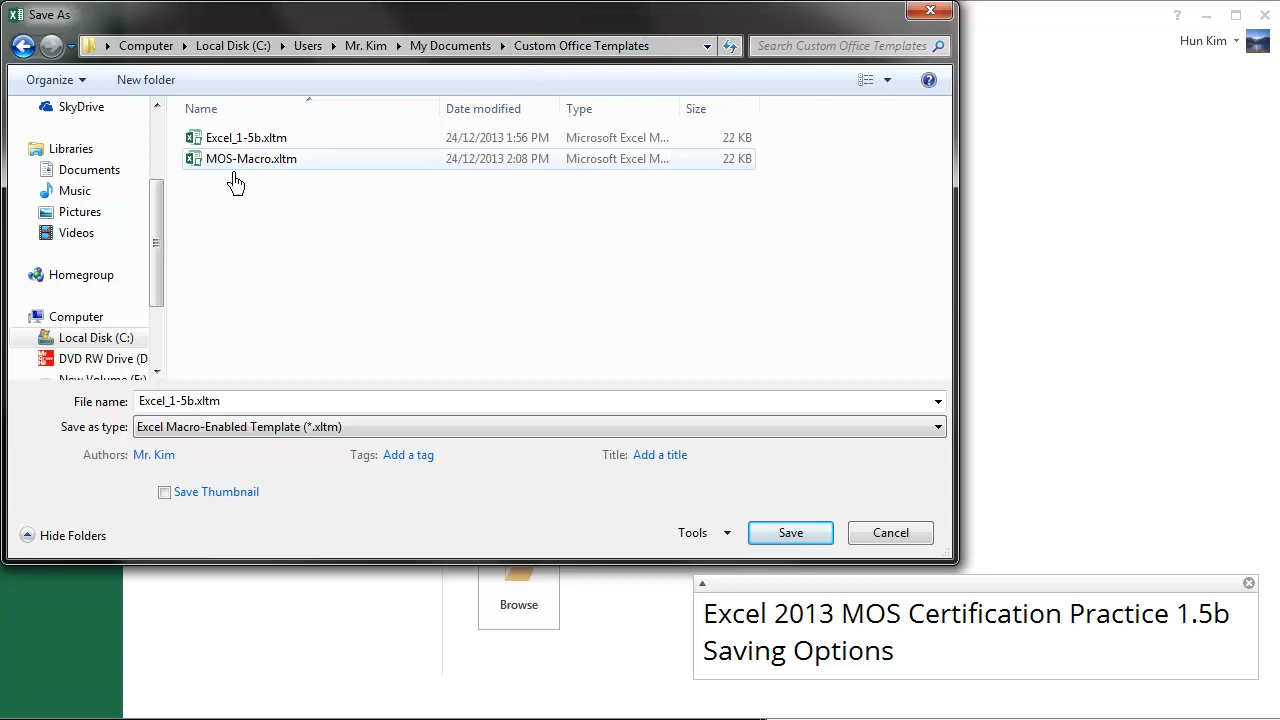 Save As
Computer Local Disk (C:) Users Mr. Kim My Documents Custom Office Templates Search Custom Office Templates
? 
Hun Kim
Organize New folder ?
Name Date modified Type Size
SkyDrive
Libraries
Documents
Music
Pictures
Videos
Homegroup
Computer
Local Disk (C:)
DVD RW Drive (D
New Volume (F:)
Excel_1-5b.xltm 24/12/2013 1:56 PM Microsoft Excel M... 22 KB
MOS-Macro.xltm 24/12/2013 2:08 PM Microsoft Excel M... 22 KB
File name: Excel_1-5b.xltm
Save as type: Excel Macro-Enabled Template (*.xltm)
Authors: Mr. Kim Tags: Add a tag Title: Add a title
Save Thumbnail
Hide Folders Tools Save Cancel
Browse
Excel 2013 MOS Certification Practice 1.5b
Saving Options